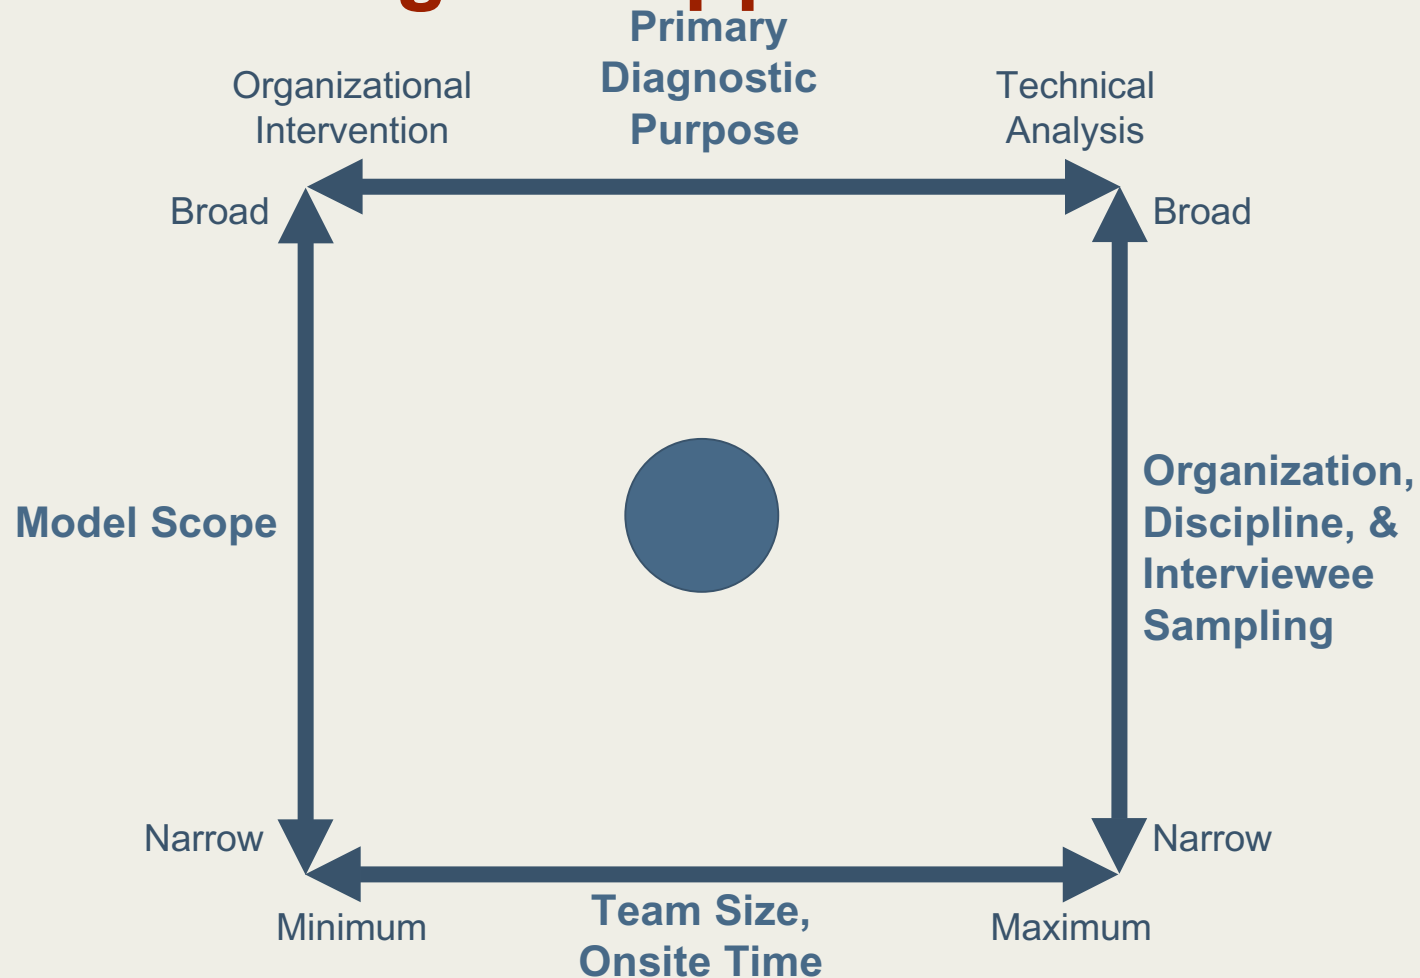 Primary
Diagnostic
Purpose
Organizational
Intervention
Technical
Analysis
Broad
Broad
Model Scope
Organization,
Discipline, &
Interviewee
Sampling
Narrow
Narrow
Minimum
Team Size,
Onsite Time
Maximum